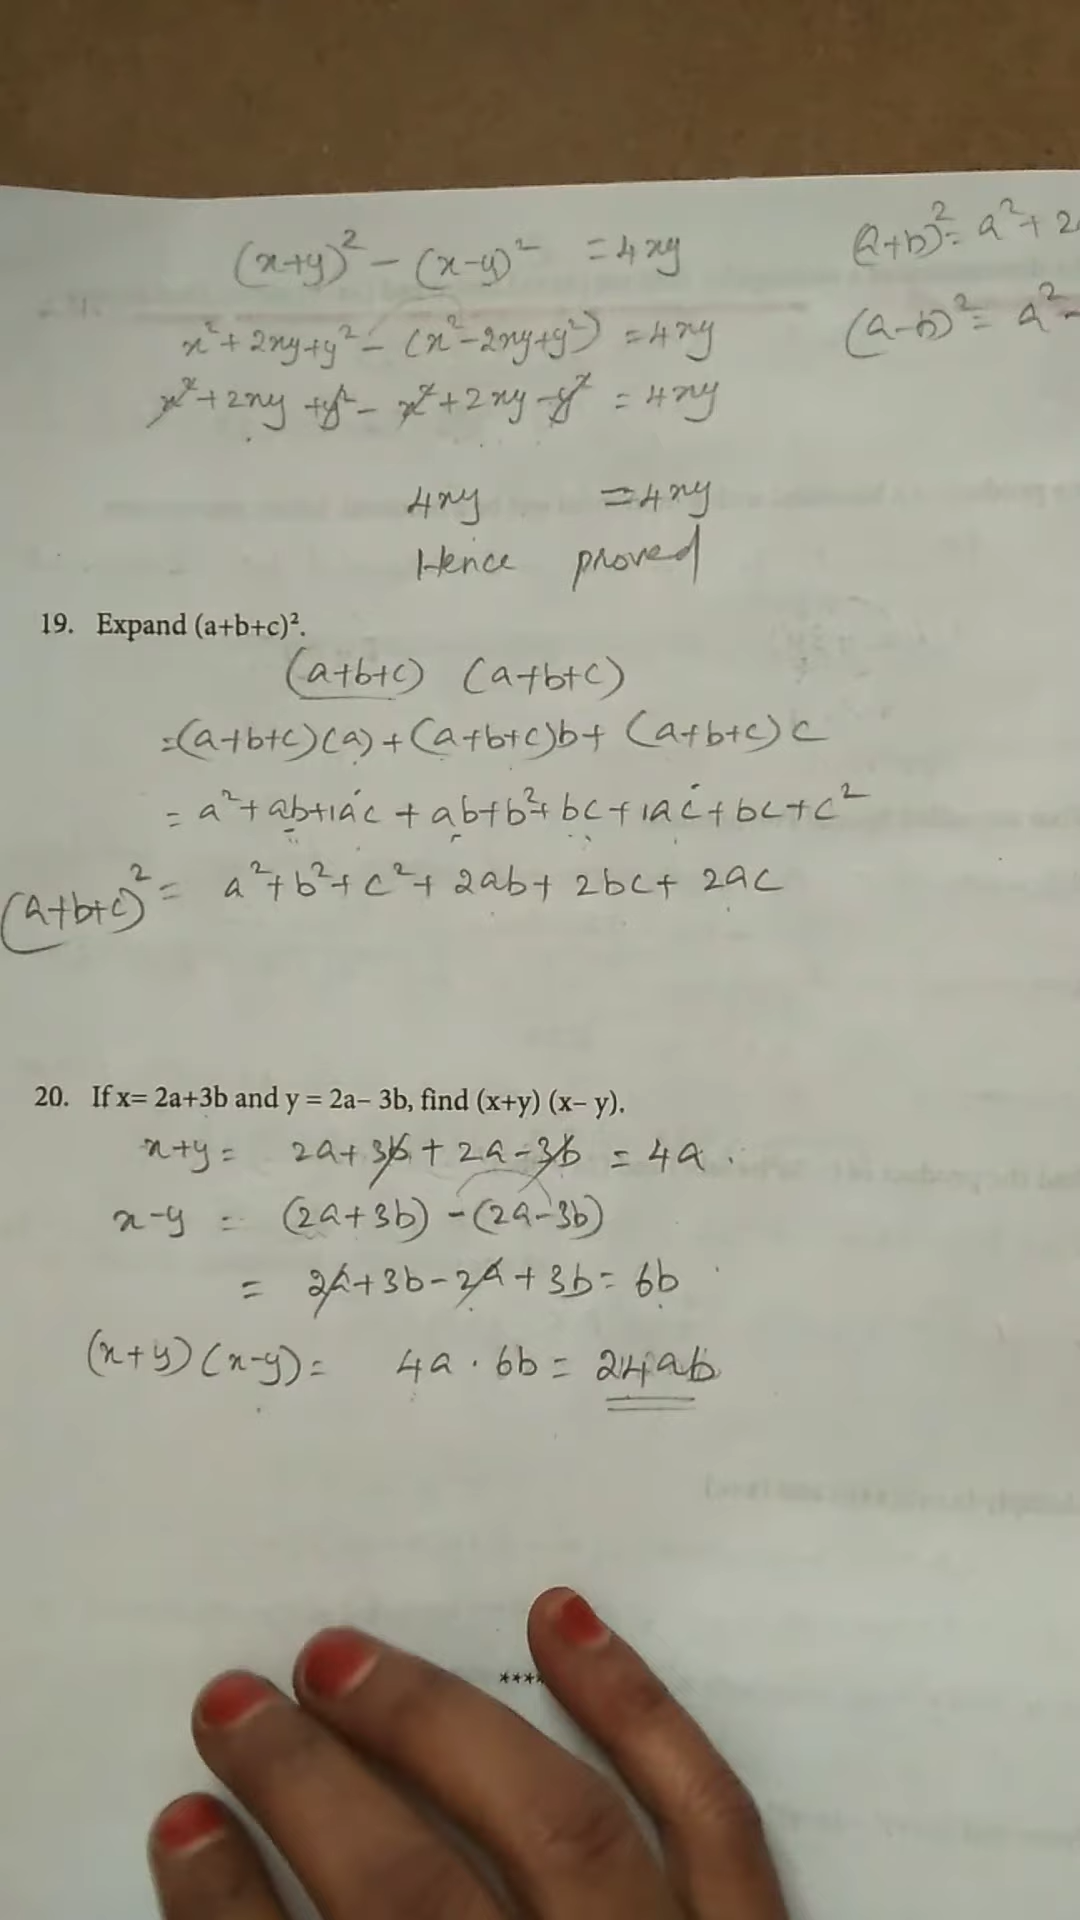 (x+y)² - (x-y)² = 4xy
(a+b)² = a² + 2
x² + 2xy + y² - (x² - 2xy + y²) = 4xy
(a-b)² = a² -
x² + 2xy + y² - x² + 2xy - y² = 4xy
4xy = 4xy
Hence proved
19. Expand (a+b+c)².
(a+b+c) (a+b+c)
= (a+b+c)(a) + (a+b+c)b + (a+b+c)c
= a² + ab + ac + ab + b² + bc + ac + bc + c²
(a+b+c)² = a² + b² + c² + 2ab + 2bc + 2ac
20. If x= 2a+3b and y = 2a– 3b, find (x+y) (x– y).
x+y = 2a + 3b + 2a - 3b = 4a.
x-y = (2a+3b) - (2a-3b)
= 2a + 3b - 2a + 3b = 6b
(x+y)(x-y) = 4a . 6b = 24ab
****